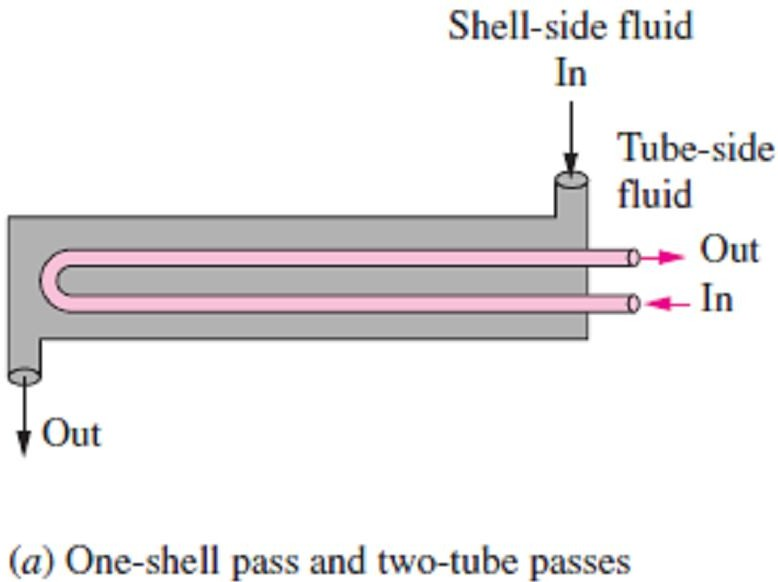 Shell-side fluid
In
Tube-side
fluid
Out
In
Out
(a) One-shell pass and two-tube passes